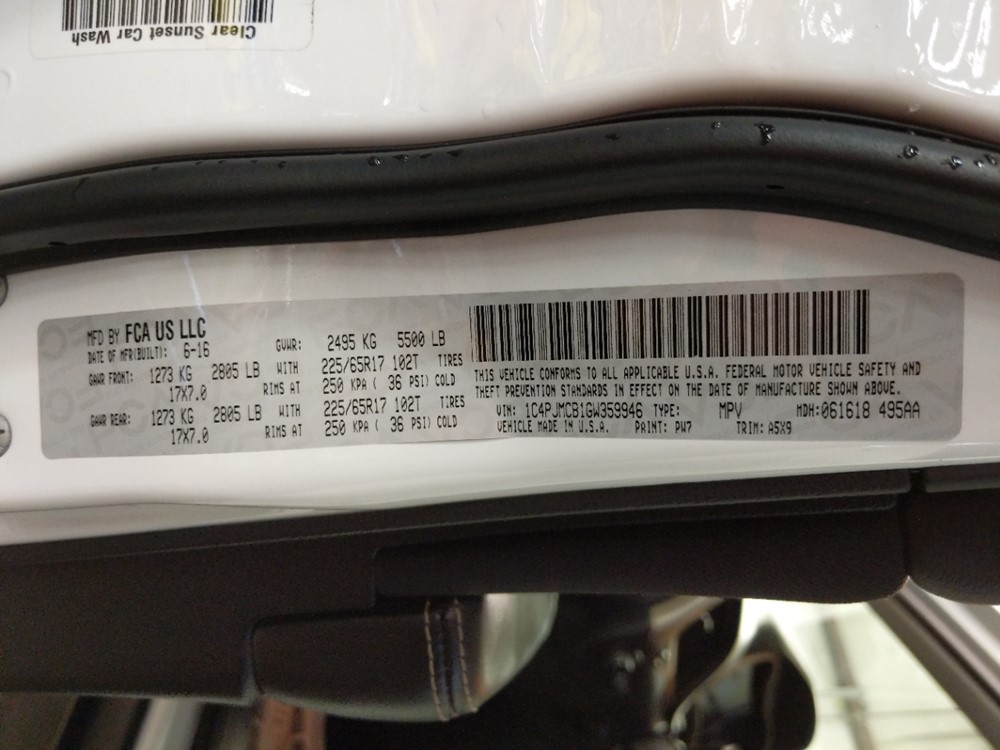 Clear Sunset Car Wash
MFD BY FCA US LLC
DATE OF MFR(BUILT): 6-16 GVWR: 2495 KG 5500 LB
GAWR FRONT: 1273 KG 2805 LB WITH 225/65R17 102T TIRES
17X7.0 RIMS AT 250 KPA ( 36 PSI) COLD
GAWR REAR: 1273 KG 2805 LB WITH 225/65R17 102T TIRES
17X7.0 RIMS AT 250 KPA ( 36 PSI) COLD
THIS VEHICLE CONFORMS TO ALL APPLICABLE U.S.A. FEDERAL MOTOR VEHICLE SAFETY AND
THEFT PREVENTION STANDARDS IN EFFECT ON THE DATE OF MANUFACTURE SHOWN ABOVE.
VIN: 1C4PJMCB1GW359946 TYPE: MPV MDH:061618 495AA
VEHICLE MADE IN U.S.A. PAINT: PW7 TRIM: A5X9